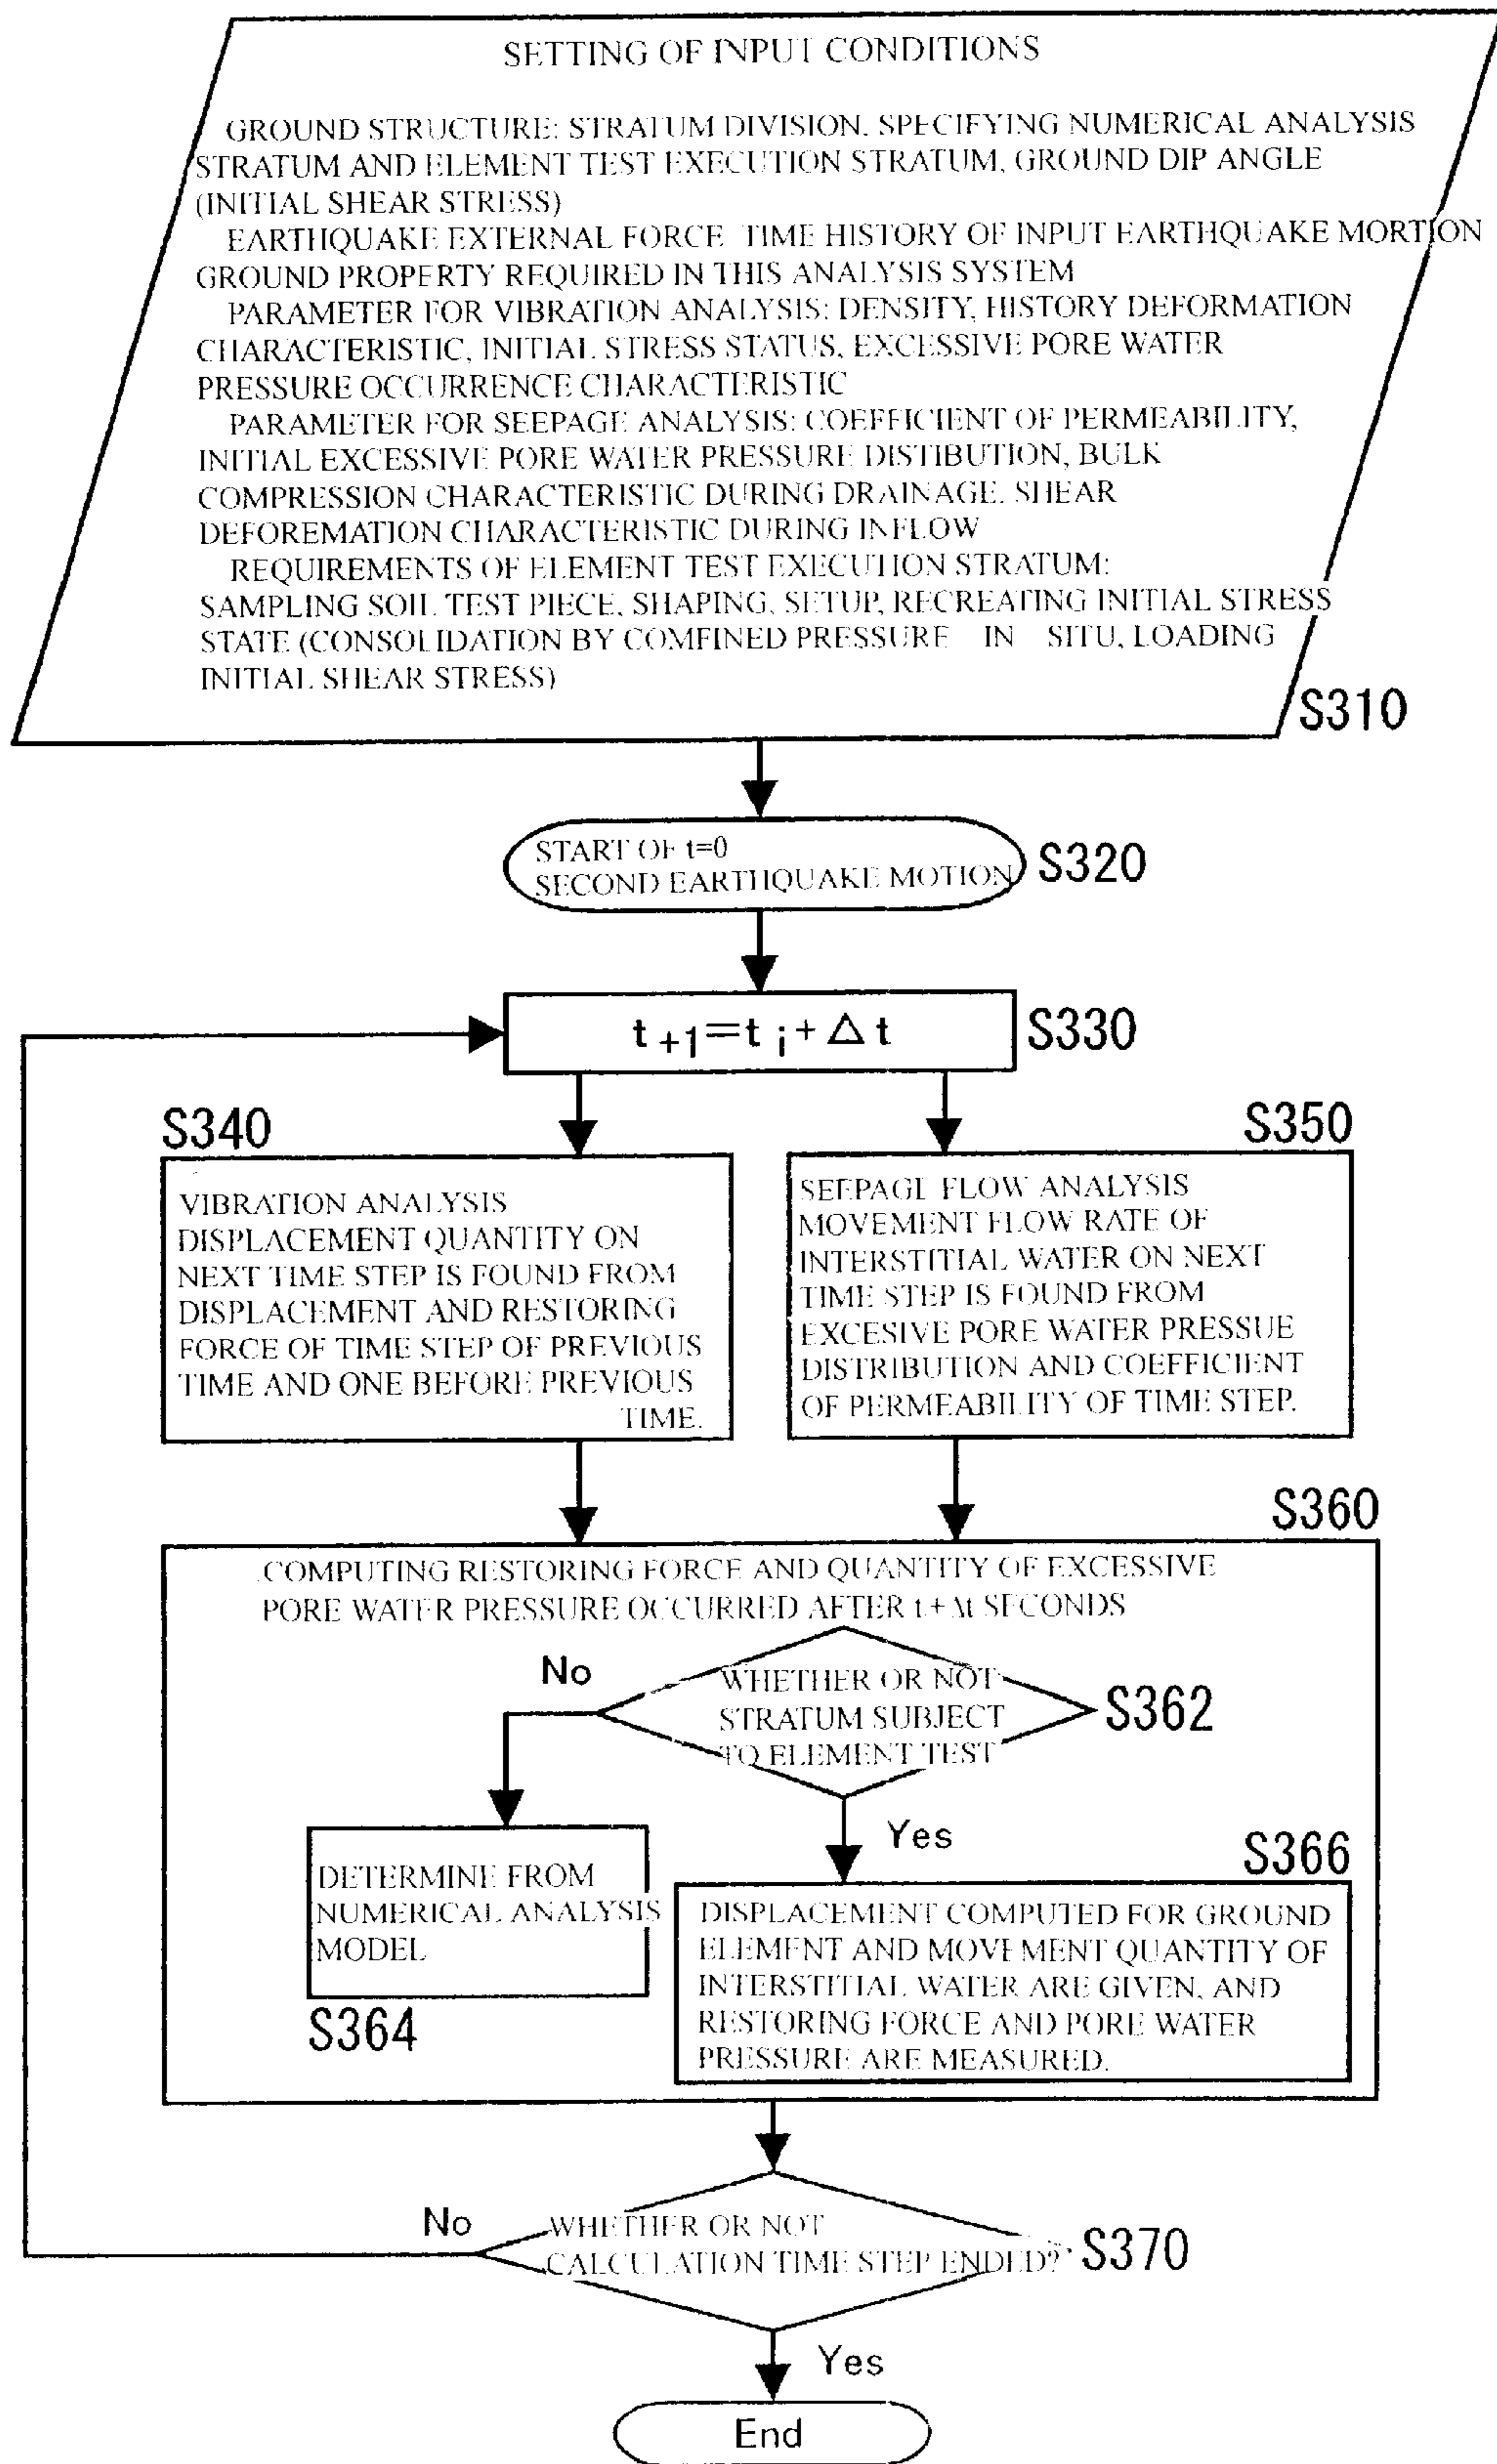 SETTING OF INPUT CONDITIONS
GROUND STRUCTURE: STRATUM DIVISION. SPECIFYING NUMERICAL ANALYSIS
STRATUM AND ELEMENT TEST EXECUTION STRATUM, GROUND DIP ANGLE
(INITIAL SHEAR STRESS)
EARTHQUAKE EXTERNAL FORCE TIME HISTORY OF INPUT EARTHQUAKE MORTION
GROUND PROPERTY REQUIRED IN THIS ANALYSIS SYSTEM
PARAMETER FOR VIBRATION ANALYSIS: DENSITY, HISTORY DEFORMATION
CHARACTERISTIC, INITIAL STRESS STATUS, EXCESSIVE PORE WATER
PRESSURE OCCURRENCE CHARACTERISTIC
PARAMETER FOR SEEPAGE ANALYSIS: COEFFICIENT OF PERMEABILITY,
INITIAL EXCESSIVE PORE WATER PRESSURE DISTIBUTION, BULK
COMPRESSION CHARACTERISTIC DURING DRAINAGE. SHEAR
DEFOREMATION CHARACTERISTIC DURING INFLOW
REQUIREMENTS OF ELEMENT TEST EXECUTION STRATUM:
SAMPLING SOIL TEST PIECE, SHAPING, SETUP, RECREATING INITIAL STRESS
STATE (CONSOLIDATION BY COMFINED PRESSURE IN SITU, LOADING
INITIAL SHEAR STRESS)
S310
START OF t=0
SECOND EARTHQUAKE MOTION
S320
t +1=t i+Δt
S330
S340
VIBRATION ANALYSIS
DISPLACEMENT QUANTITY ON
NEXT TIME STEP IS FOUND FROM
DISPLACEMENT AND RESTORING
FORCE OF TIME STEP OF PREVIOUS
TIME AND ONE BEFORE PREVIOUS
TIME.
S350
SEEPAGE FLOW ANALYSIS
MOVEMENT FLOW RATE OF
INTERSTITIAL WATER ON NEXT
TIME STEP IS FOUND FROM
EXCESIVE PORE WATER PRESSUE
DISTRIBUTION AND COEFFICIENT
OF PERMEABILITY OF TIME STEP.
S360
COMPUTING RESTORING FORCE AND QUANTITY OF EXCESSIVE
PORE WATER PRESSURE OCCURRED AFTER t+Δt SECONDS
No
WHETHER OR NOT
STRATUM SUBJECT
TO ELEMENT TEST
S362
Yes
DETERMINE FROM
NUMERICAL ANALYSIS
MODEL
S364
S366
DISPLACEMENT COMPUTED FOR GROUND
ELEMENT AND MOVEMENT QUANTITY OF
INTERSTITIAL WATER ARE GIVEN, AND
RESTORING FORCE AND PORE WATER
PRESSURE ARE MEASURED.
No
WHETHER OR NOT
CALCULATION TIME STEP ENDED?
S370
Yes
End